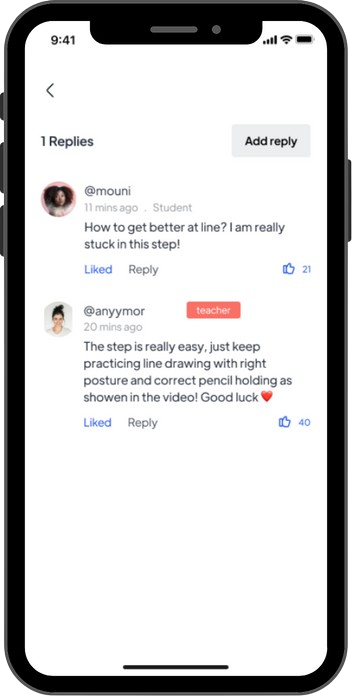 9:41
1 Replies
Add reply
@mouni
11 mins ago . Student
How to get better at line? I am really
stuck in this step!
Liked Reply 21
@anyymor teacher
20 mins ago
The step is really easy, just keep
practicing line drawing with right
posture and correct pencil holding as
showen in the video! Good luck ❤️
Liked Reply 40